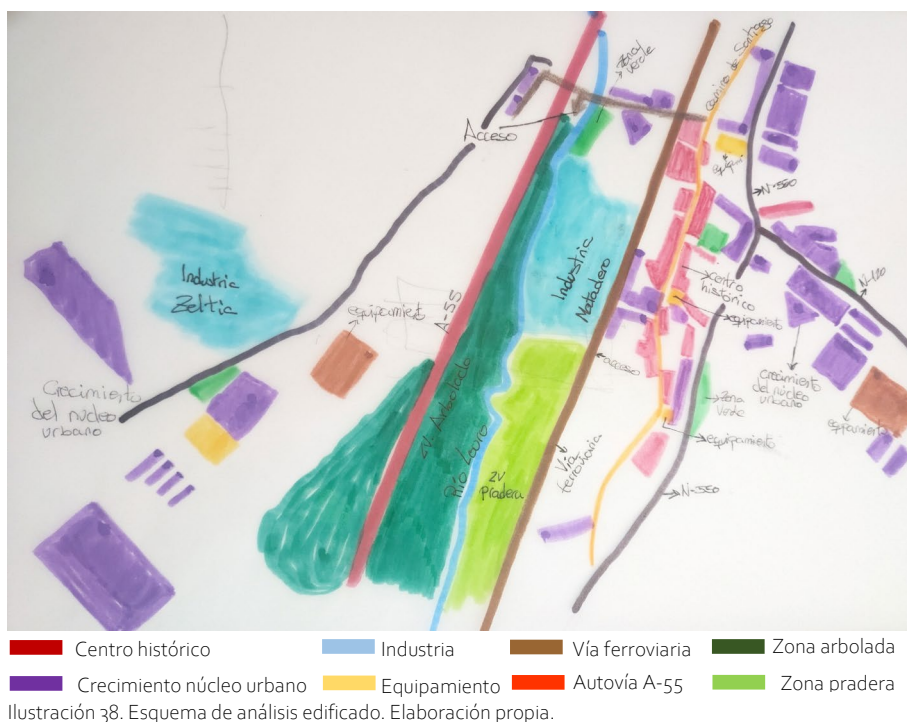 zona
verde
Camino de Santiago
Acceso
equipam.
N-550
Industria
Zeltia
Industria
Matadero
centro
histórico
N-120
equipamiento
A-55
equipamiento
acceso
Crecimiento
del núcleo
urbano
crecimiento
del núcleo
urbano
zona
verde
equipamiento
equipamiento
ZV Arbolado
Río Louro
ZV
pradera
Vía
ferroviaria
N-550
Centro histórico
Industria
Vía ferroviaria
Zona arbolada
Crecimiento núcleo urbano
Equipamiento
Autovía A-55
Zona pradera
Ilustración 38. Esquema de análisis edificado. Elaboración propia.